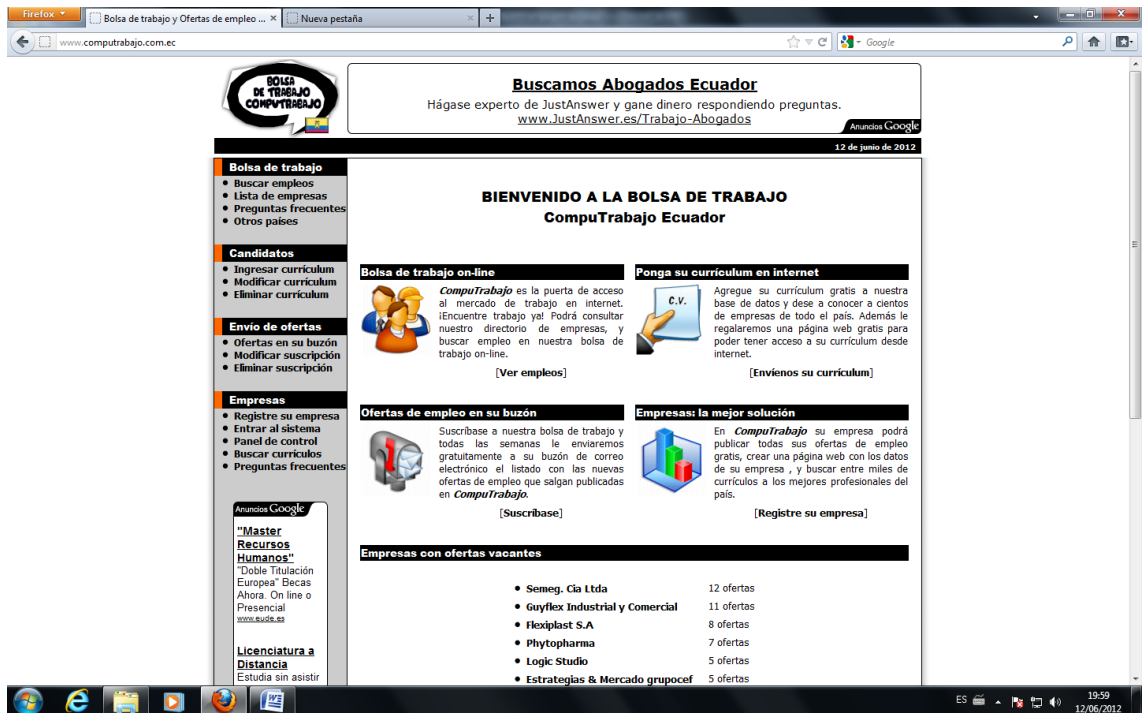 Firefox
Bolsa de trabajo y Ofertas de empleo ...
Nueva pestaña
www.computrabajo.com.ec
Google
BOLSA
DE TRABAJO
COMPUTRABAJO
Buscamos Abogados Ecuador
Hágase experto de JustAnswer y gane dinero respondiendo preguntas.
www.JustAnswer.es/Trabajo-Abogados
Anuncios Google
12 de junio de 2012
Bolsa de trabajo
Buscar empleos
Lista de empresas
Preguntas frecuentes
Otros países
Candidatos
Ingresar currículum
Modificar currículum
Eliminar currículum
Envío de ofertas
Ofertas en su buzón
Modificar suscripción
Eliminar suscripción
Empresas
Registre su empresa
Entrar al sistema
Panel de control
Buscar currículos
Preguntas frecuentes
Anuncios Google
"Master
Recursos
Humanos"
"Doble Titulación
Europea" Becas
Ahora. On line o
Presencial
www.eude.es
Licenciatura a
Distancia
Estudia sin asistir
BIENVENIDO A LA BOLSA DE TRABAJO
CompuTrabajo Ecuador
Bolsa de trabajo on-line
CompuTrabajo es la puerta de acceso
al mercado de trabajo en internet.
¡Encuentre trabajo ya! Podrá consultar
nuestro directorio de empresas, y
buscar empleo en nuestra bolsa de
trabajo on-line.
[Ver empleos]
Ponga su currículum en internet
C.V.
Agregue su currículum gratis a nuestra
base de datos y dese a conocer a cientos
de empresas de todo el país. Además le
regalaremos una página web gratis para
poder tener acceso a su currículum desde
internet.
[Envíenos su currículum]
Ofertas de empleo en su buzón
Suscríbase a nuestra bolsa de trabajo y
todas las semanas le enviaremos
gratuitamente a su buzón de correo
electrónico el listado con las nuevas
ofertas de empleo que salgan publicadas
en CompuTrabajo.
[Suscríbase]
Empresas: la mejor solución
En CompuTrabajo su empresa podrá
publicar todas sus ofertas de empleo
gratis, crear una página web con los datos
de su empresa , y buscar entre miles de
currículos a los mejores profesionales del
país.
[Registre su empresa]
Empresas con ofertas vacantes
Semeg. Cia Ltda 12 ofertas
Guyflex Industrial y Comercial 11 ofertas
Flexiplast S.A 8 ofertas
Phytopharma 7 ofertas
Logic Studio 5 ofertas
Estrategias & Mercado grupocef 5 ofertas
ES
19:59
12/06/2012